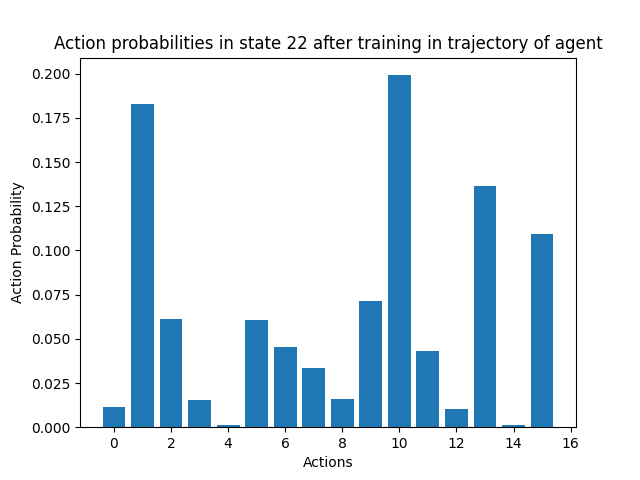 Action probabilities in state 22 after training in trajectory of agent
0.200
0.175
0.150
0.125
0.100
0.075
0.050
0.025
0.000
Action Probability
0 2 4 6 8 10 12 14 16
Actions